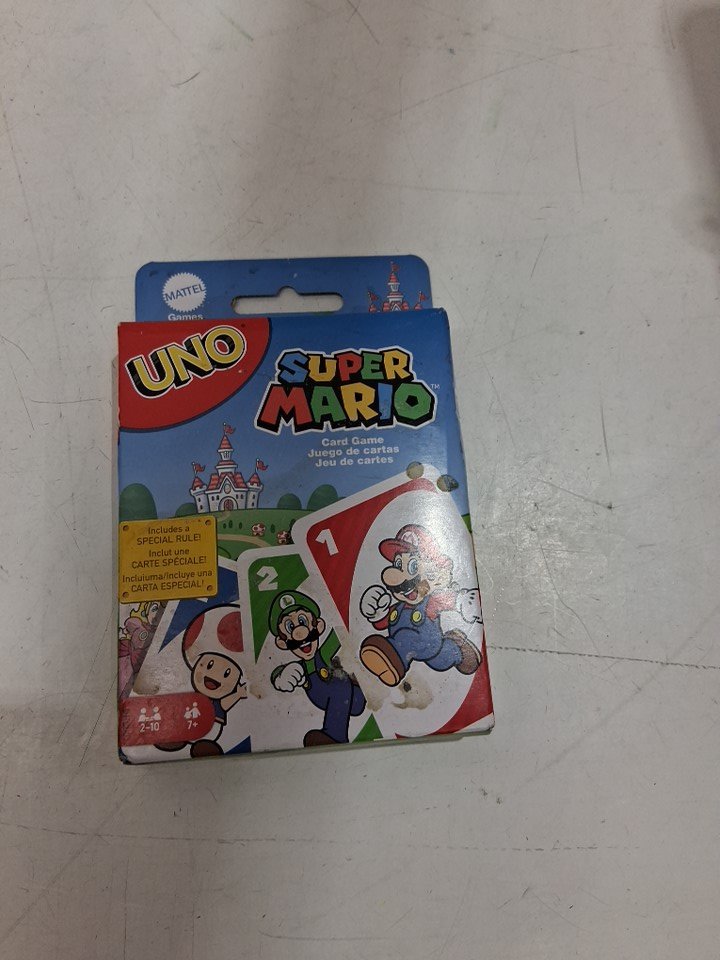 MATTEL
Games
UNO
SUPER
MARIO™
Card Game
Juego de cartas
Jeu de cartes
Includes a
SPECIAL RULE!
Inclut une
CARTE SPÉCIALE!
Incluiuma/Incluye una
CARTA ESPECIAL!
1
2
L
2-10
7+